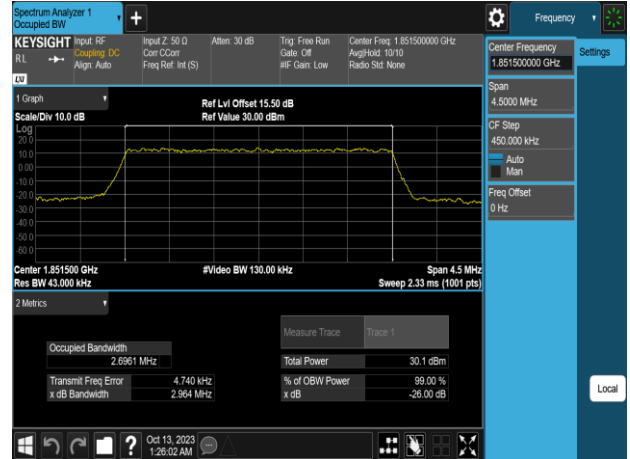 Spectrum Analyzer 1
Occupied BW
Frequency
KEYSIGHT
RL
Input: RF
Coupling: DC
Align: Auto
Input Z: 50 Ω
Corr CCorr
Freq Ref: Int (S)
Atten: 30 dB
Trig: Free Run
Gate: Off
#IF Gain: Low
Center Freq: 1.851500000 GHz
Avg|Hold: 10/10
Radio Std: None
LXI
1 Graph
Scale/Div 10.0 dB
Ref Lvl Offset 15.50 dB
Ref Value 30.00 dBm
Log
20.0
10.0
0.00
-10.0
-20.0
-30.0
-40.0
-50.0
-60.0
Center 1.851500 GHz
Res BW 43.000 kHz
#Video BW 130.00 kHz
Span 4.5 MHz
Sweep 2.33 ms (1001 pts)
2 Metrics
Measure Trace
Trace 1
Occupied Bandwidth
2.6961 MHz
Total Power
30.1 dBm
Transmit Freq Error
4.740 kHz
% of OBW Power
99.00 %
x dB Bandwidth
2.964 MHz
x dB
-26.00 dB
Center Frequency
1.851500000 GHz
Settings
Span
4.5000 MHz
CF Step
450.000 kHz
Auto
Man
Freq Offset
0 Hz
Local
Oct 13, 2023
1:26:02 AM